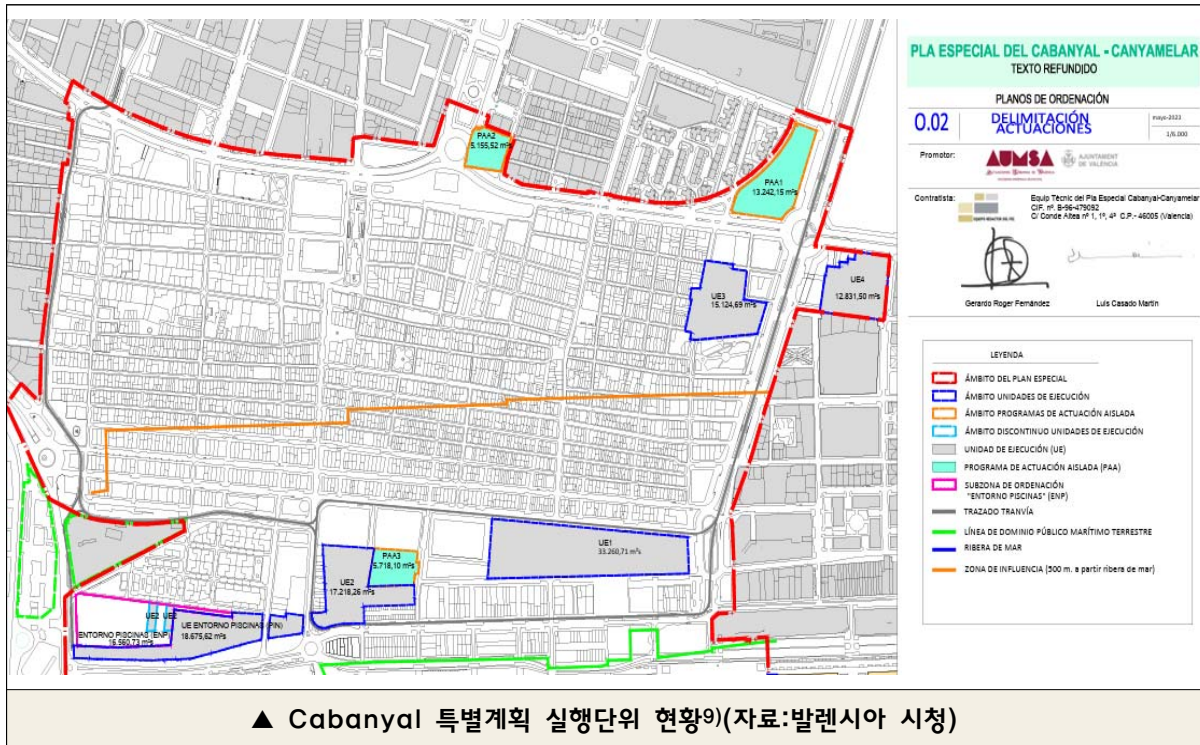 PAA2
5.155,52 m²s
PAA1
13.242,15 m²s
UE3
15.124,69 m²s
UE4
12.831,50 m²s
UE1
33.260,71 m²s
PAA3
5.718,10 m²s
UE2
17.218,26 m²s
UE2 UE2
UE ENTORNO PISCINAS (PIN)
18.675,62 m²s
ENTORNO PISCINAS (ENP)
16.560,73 m²s
PLA ESPECIAL DEL CABANYAL - CANYAMELAR
TEXTO REFUNDIDO
PLANOS DE ORDENACIÓN
O.02
DELIMITACIÓN
ACTUACIONES
mayo-2023
1/6.000
Promotor:
AUMSA
AJUNTAMENT
DE VALÈNCIA
Contratista:
EQUIP REDACTOR DEL PEC
Equip Tècnic del Pla Especial Cabanyal-Canyamelar
CIF. nº. B-96-479092
C/ Conde Altea nº 1, 1º, 4ª C.P.- 46005 (Valencia)
Gerardo Roger Fernández
Luis Casado Martín
LEYENDA
ÁMBITO DEL PLAN ESPECIAL
ÁMBITO UNIDADES DE EJECUCIÓN
ÁMBITO PROGRAMAS DE ACTUACIÓN AISLADA
ÁMBITO DISCONTINUO UNIDADES DE EJECUCIÓN
UNIDAD DE EJECUCIÓN (UE)
PROGRAMA DE ACTUACIÓN AISLADA (PAA)
SUBZONA DE ORDENACIÓN
"ENTORNO PISCINAS" (ENP)
TRAZADO TRANVÍA
LÍNEA DE DOMINIO PÚBLICO MARÍTIMO TERRESTRE
RIBERA DE MAR
ZONA DE INFLUENCIA (500 m. a partir ribera de mar)
▲ Cabanyal 특별계획 실행단위 현황9)(자료:발렌시아 시청)